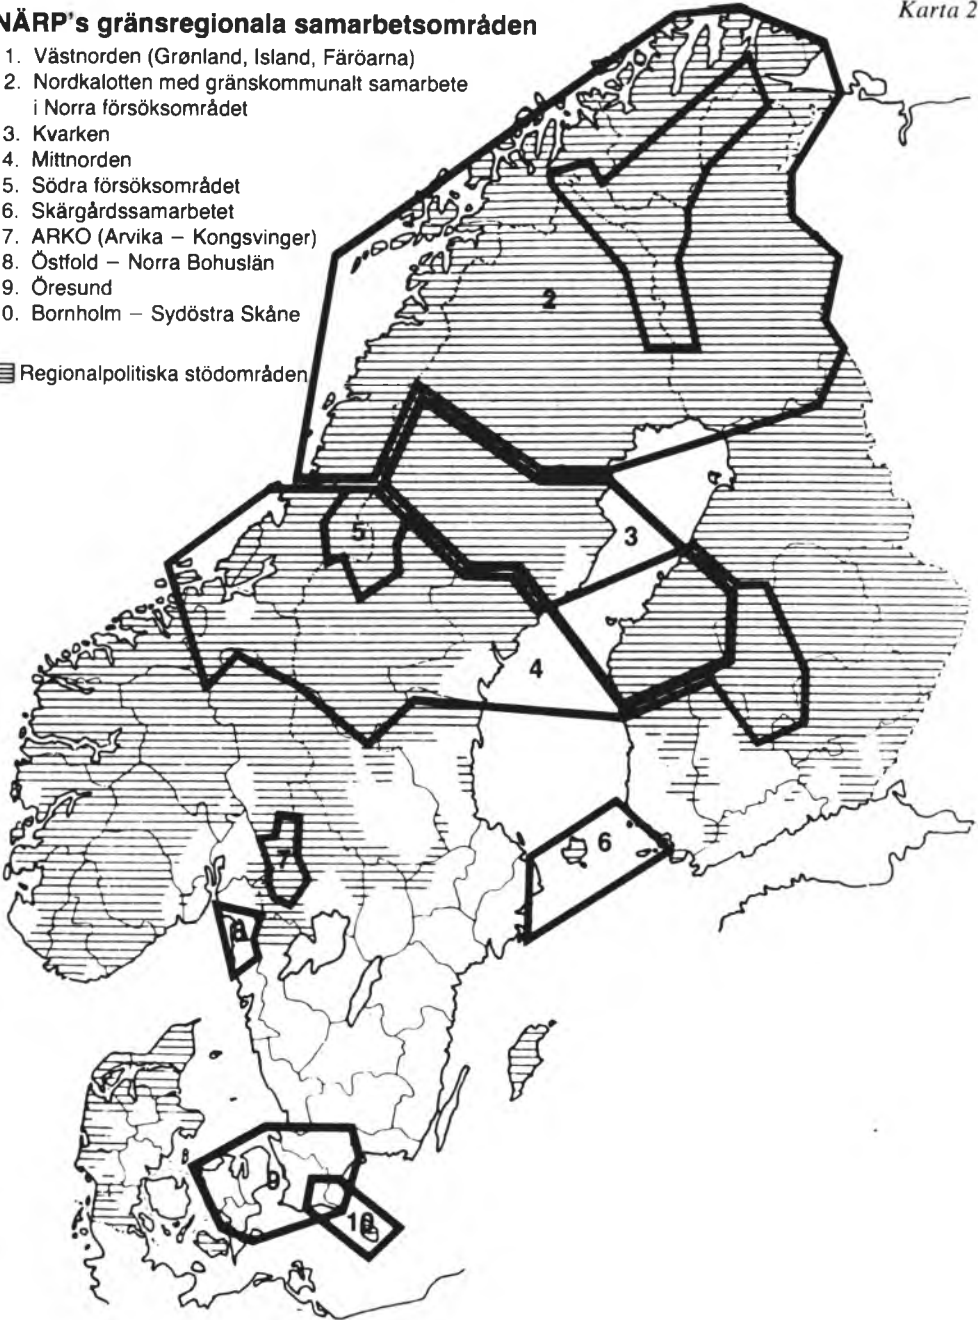 Karta 2
NÄRP's gränsregionala samarbetsområden
1. Västnorden (Grønland, Island, Färöarna)
2. Nordkalotten med gränskommunalt samarbete
i Norra försöksområdet
3. Kvarken
4. Mittnorden
5. Södra försöksområdet
6. Skärgårdssamarbetet
7. ARKO (Arvika – Kongsvinger)
8. Östfold – Norra Bohuslän
9. Öresund
0. Bornholm – Sydöstra Skåne
Regionalpolitiska stödområden
2
5
3
4
6
7
8
9
10